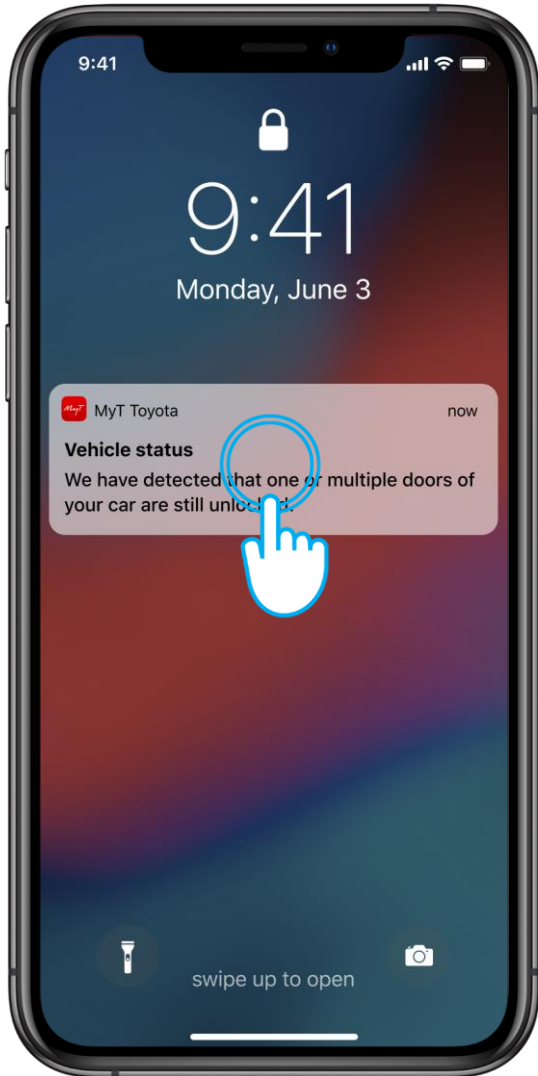 9:41
9:41
Monday, June 3
MyT MyT Toyota now
Vehicle status
We have detected that one or multiple doors of
your car are still unlocked.
swipe up to open